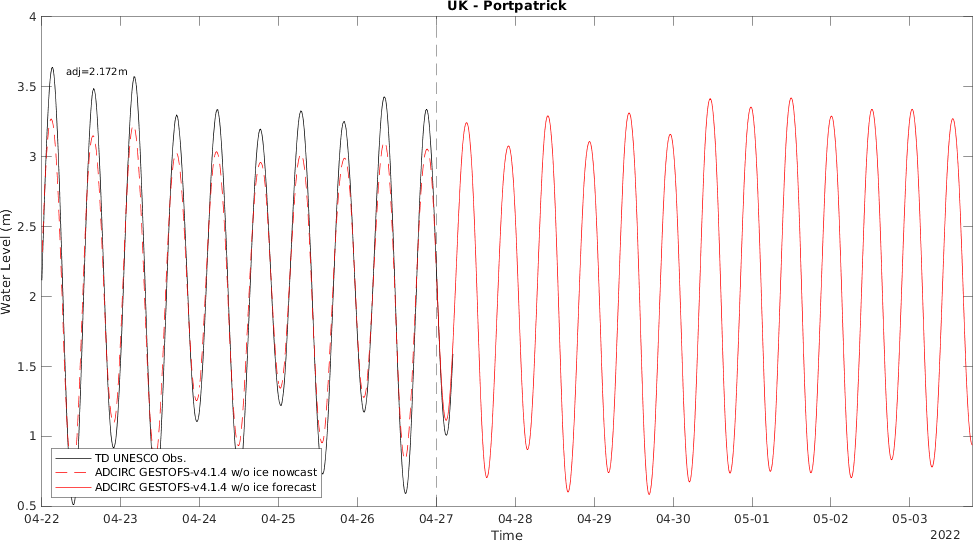 UK - Portpatrick
4
adj=2.172m
3.5
3
2.5
Water Level (m)
2
1.5
1
TD UNESCO Obs.
ADCIRC GESTOFS-v4.1.4 w/o ice nowcast
ADCIRC GESTOFS-v4.1.4 w/o ice forecast
0.5
04-22 04-23 04-24 04-25 04-26 04-27 04-28 04-29 04-30 05-01 05-02 05-03
Time
2022